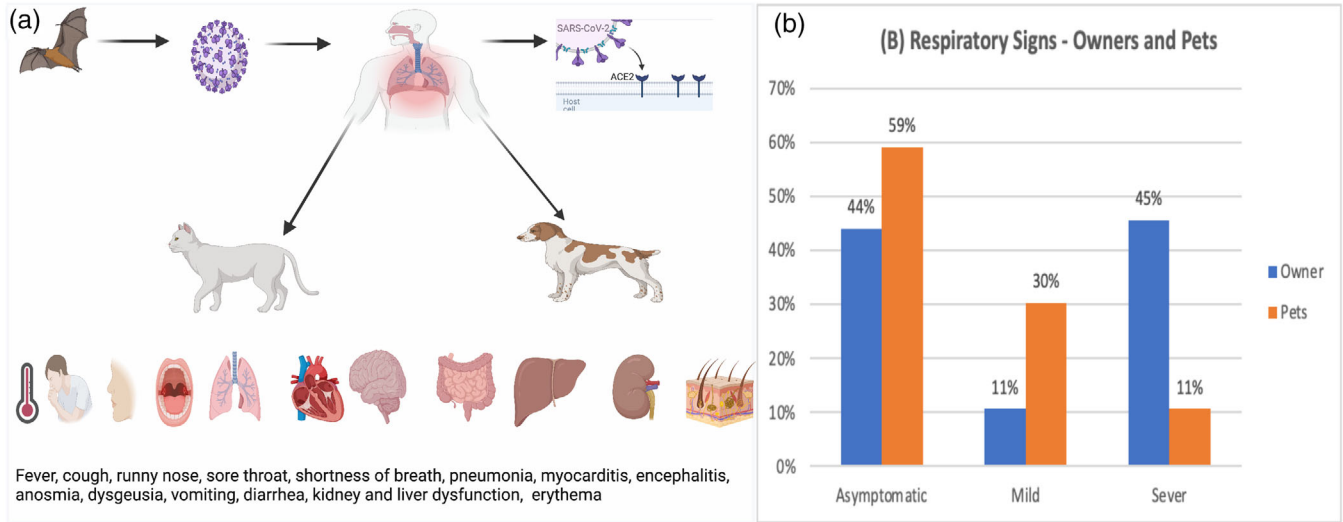 (a)
SARS-CoV-2
ACE2
Host
cell
Fever, cough, runny nose, sore throat, shortness of breath, pneumonia, myocarditis, encephalitis,
anosmia, dysgeusia, vomiting, diarrhea, kidney and liver dysfunction, erythema
(b)
(B) Respiratory Signs - Owners and Pets
70%
60%
50%
40%
30%
20%
10%
0%
44%
59%
11%
30%
45%
11%
Asymptomatic
Mild
Sever
Owner
Pets